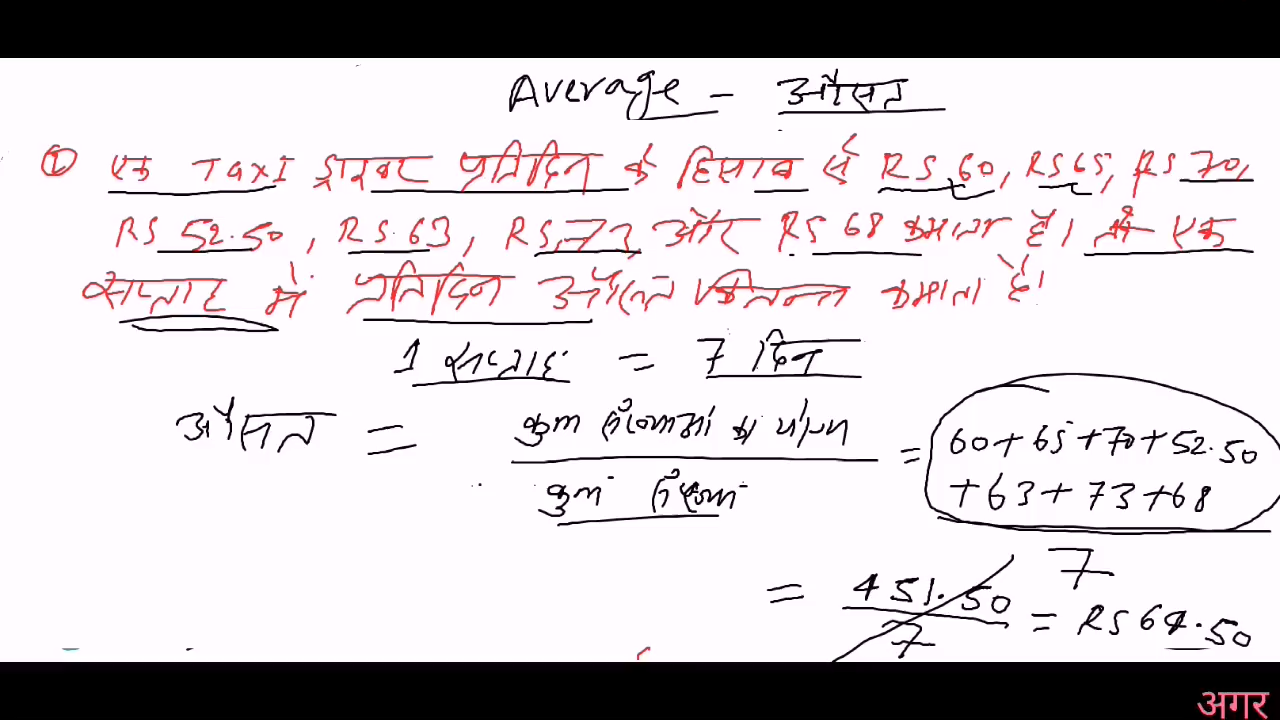 Average - औसत
① एक Taxi ड्राइवर प्रतिदिन के हिसाब से RS 60, RS 65, RS 70,
RS 52.50, RS 63, RS 73 और RS 68 कमाता है। तो एक
सप्ताह में प्रतिदिन औसत कितना कमाता है।
1 सप्ताह = 7 दिन
औसत = कुल संख्याओं का योगफल / कुल संख्या = 60+65+70+52.50
+63+73+68
7
= 451.50 / 7 = RS 64.50
अगर